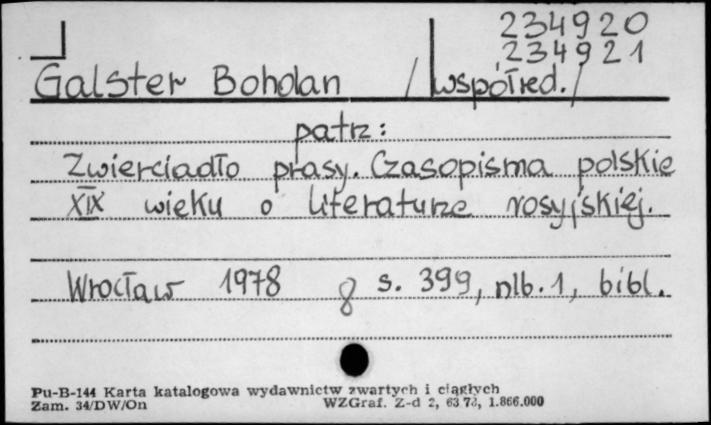 234920
234921
Galster Bohdan /współred./
patrz:
Zwierciadło prasy. Czasopisma polskie
XIX wieku o literaturze rosyjskiej.
Wrocław 1978 8 s. 399, nlb. 1, bibl.
Pu-B-144 Karta katalogowa wydawnictw zwartych i ciągłych
Zam. 34/DW/On WZGraf. Z-d 2, 63 78, 1.866.000